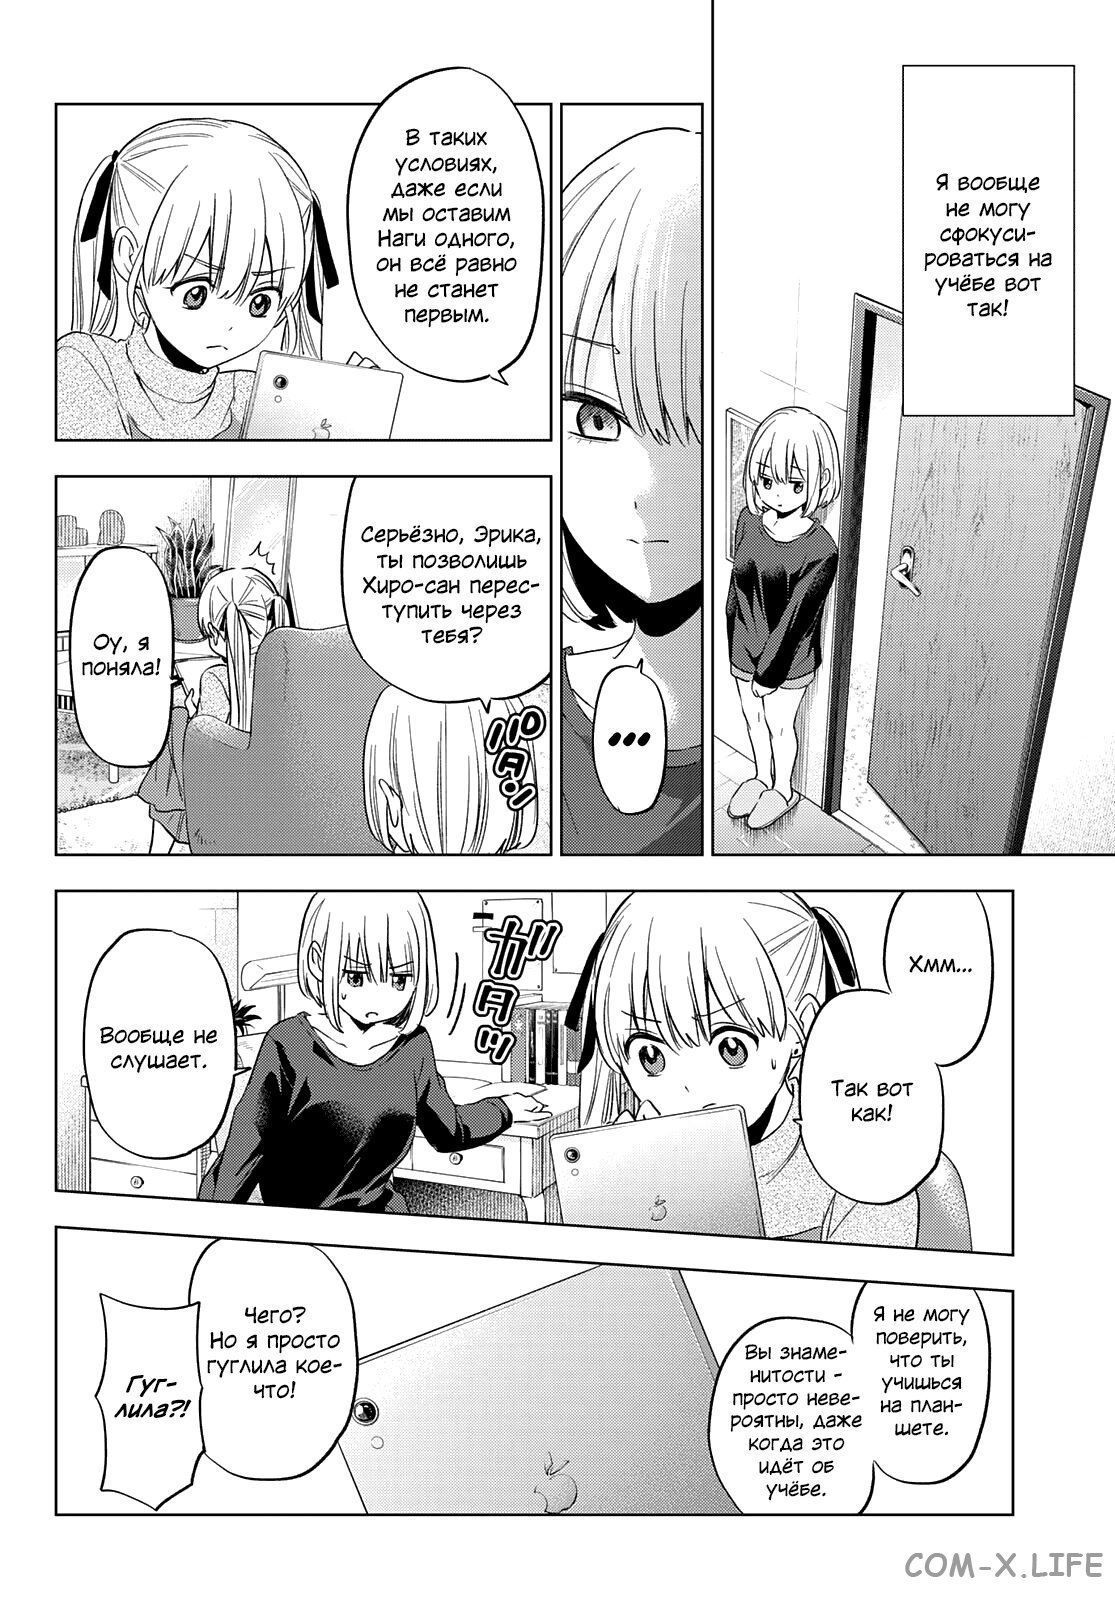 Я вообще
не могу
сфокуси-
роваться на
учёбе вот
так!
...
В таких
условиях,
даже если
мы оставим
Наги одного,
он всё равно
не станет
первым.
Серьёзно, Эрика,
ты позволишь
Хиро-сан перес-
тупить через
тебя?
Оу, я
поняла!
Хмм...
Так вот
как!
ガタッ
Вообще не
слушает.
Я не могу
поверить,
что ты
учишься
на план-
шете.
Вы знаме-
нитости -
просто неве-
роятны, даже
когда это
идёт об
учёбе.
Чего?
Но я просто
гуглила кое-
что!
Гуг-
лила?!
COM-X.LIFE